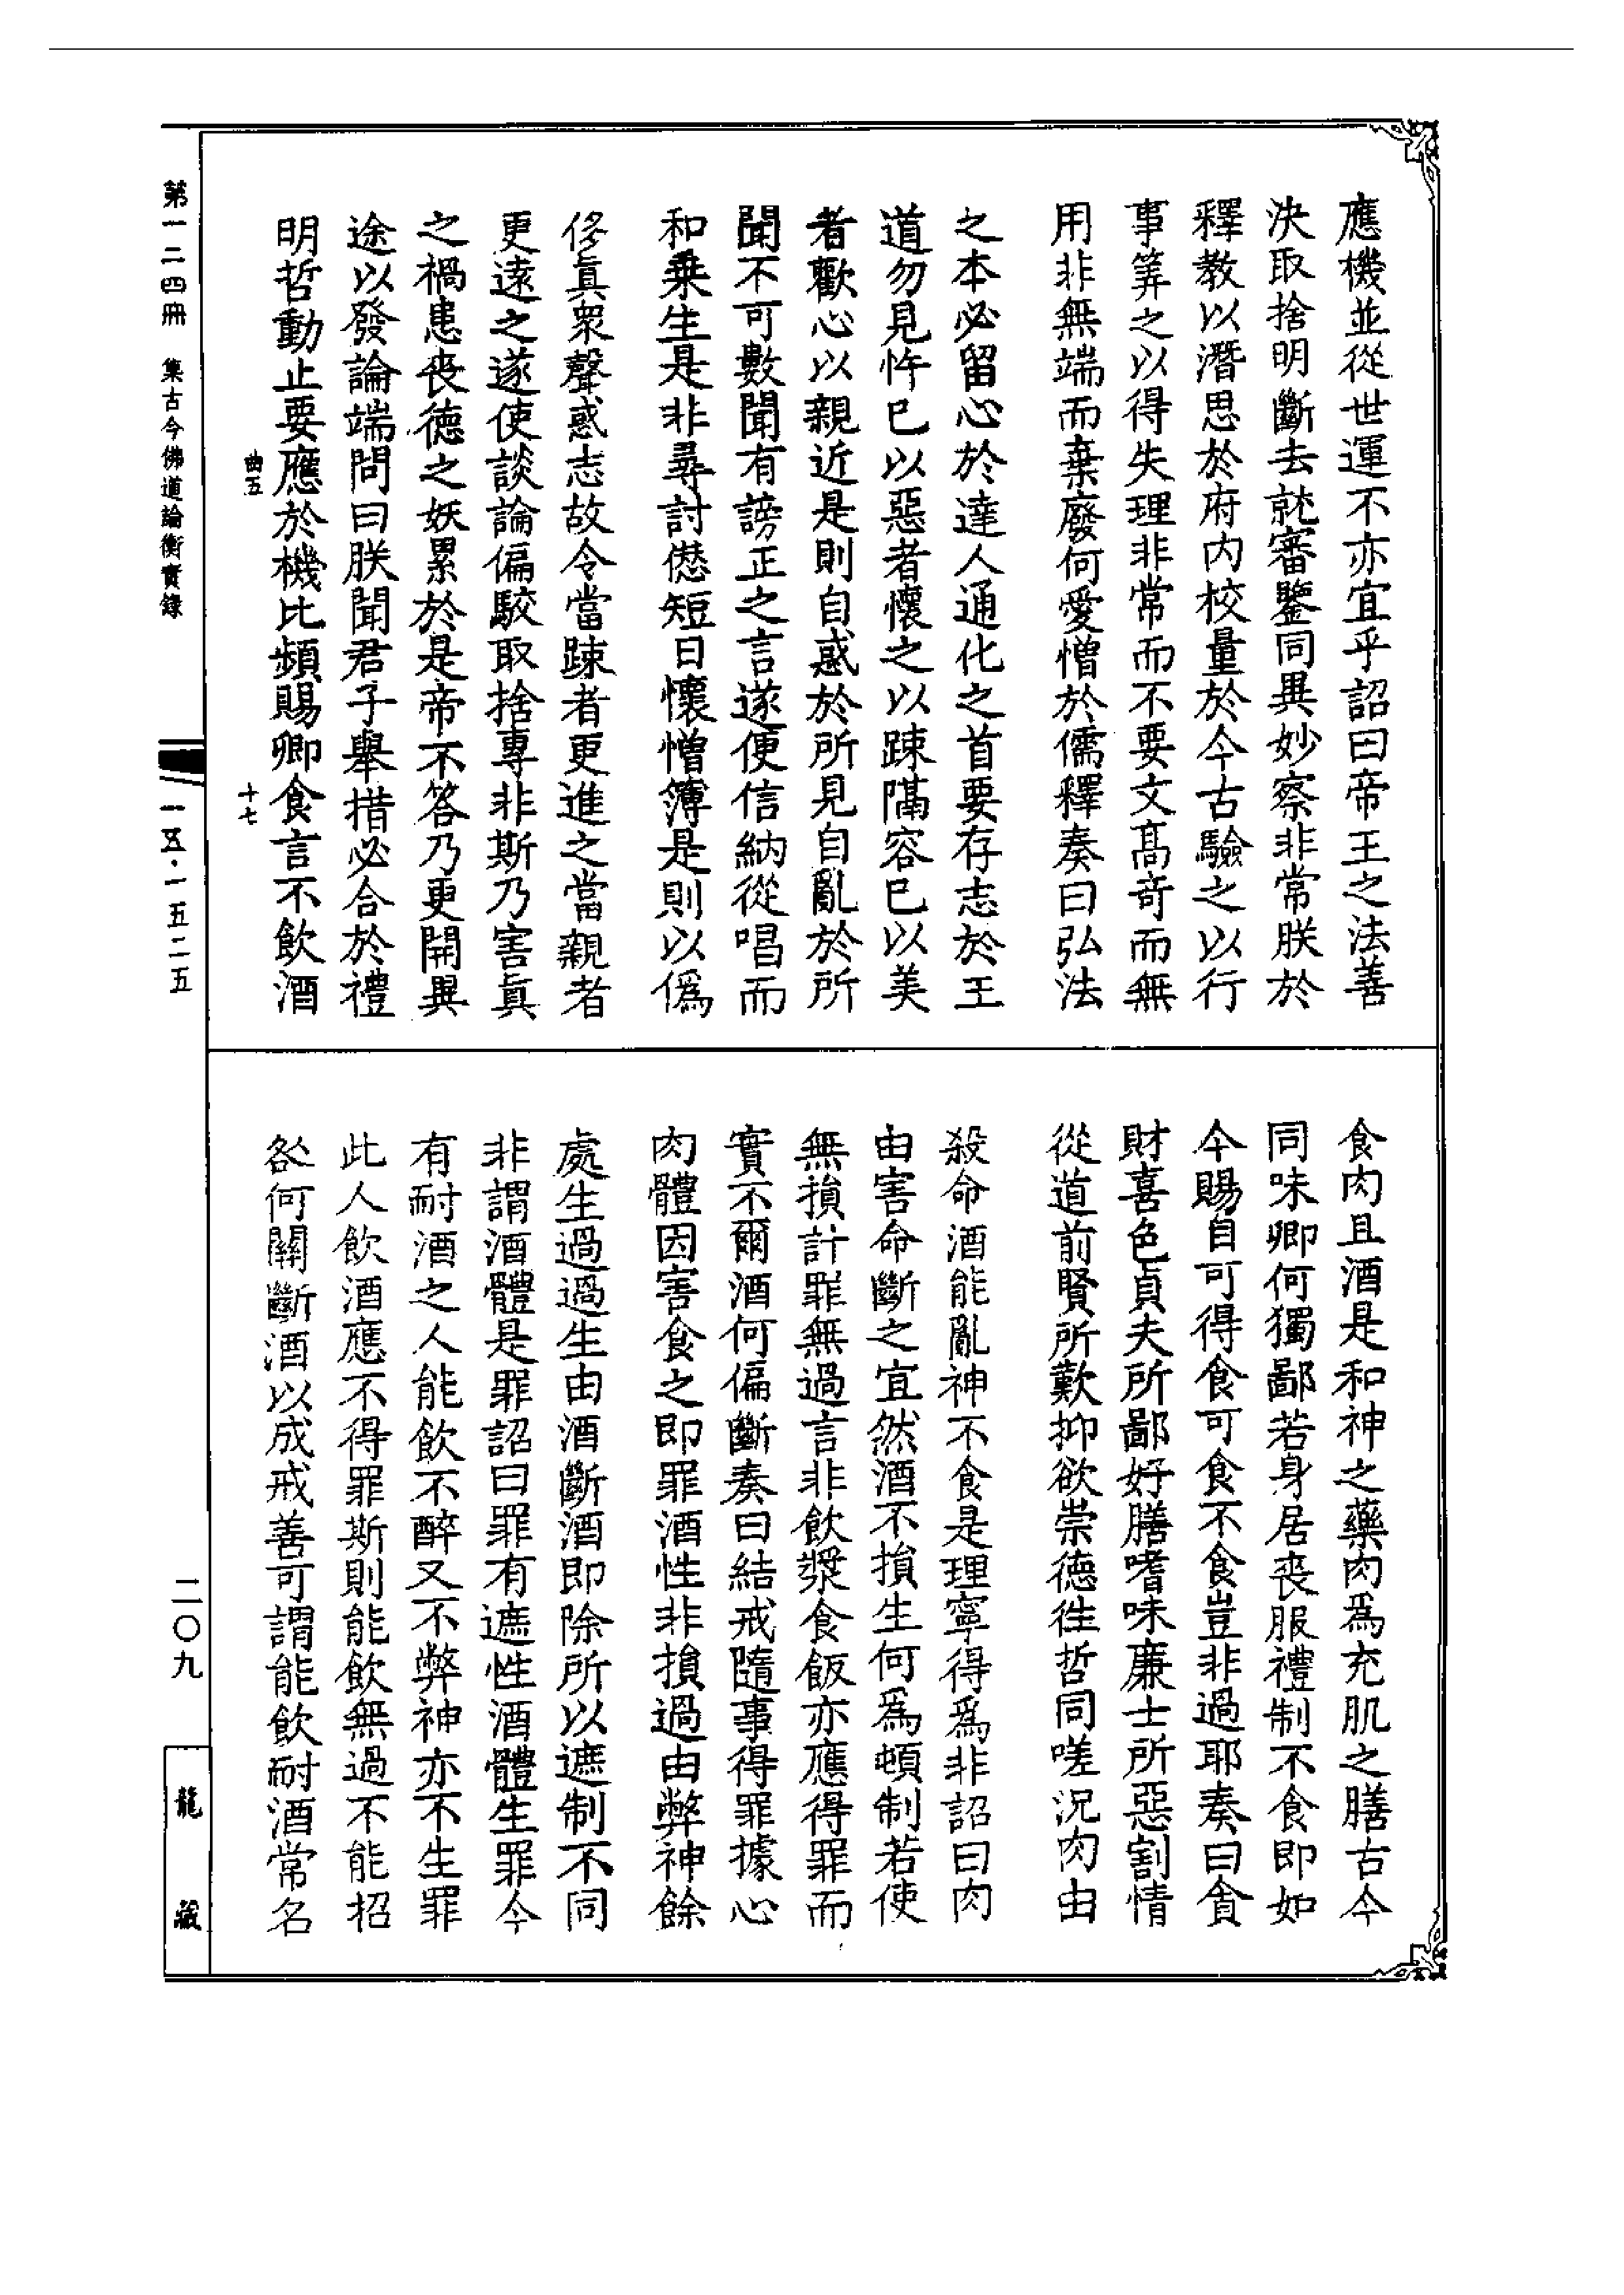 應機並從世運不亦宜乎詔曰帝王之法善
決取捨明斷去就審鑒同異妙察非常朕於
釋教以潛思於府內校量於今古驗之以行
事筭之以得失理非常而不要文高奇而無
用非無端而棄廢何愛憎於儒釋奏曰弘法
之本必留心於達人通化之首要存志於王
道勿見忤已以惡者懷之以踈隔容已以美
者歡心以親近是則自惑於所見自亂於所
聞不可數聞有謗正之言遂便信納從唱而
和乘生是非尋討愆短日懷憎簿是則以僞
修眞衆聲惑志故令當踈者更進之當親者
更遠之遂使談論偏駮取捨專非斯乃害眞
之禍患喪德之妖累於是帝不答乃更開異
途以發論端問曰朕聞君子舉措必合於禮
明哲動止要應於機比頻賜卿食言不飲酒
食肉且酒是和神之藥肉爲充肌之膳古今
同味卿何獨鄙若身居喪服禮制不食即如
今賜自可得食可食不食豈非過耶奏曰貪
財喜色貞夫所鄙好膳嗜味廉士所惡割情
從道前賢所歎抑欲崇德徃哲同嗟況肉由
殺命酒能亂神不食是理寧得爲非詔曰肉
由害命斷之宜然酒不損生何爲頓制若使
無損計罪無過言非飲漿食飯亦應得罪而
實不爾酒何偏斷奏曰結戒隨事得罪據心
肉體因害食之即罪酒性非損過由弊神餘
處生過過生由酒斷酒即除所以遮制不同
非謂酒體是罪詔曰罪有遮性酒體生罪今
有耐酒之人能飲不醉又不弊神亦不生罪
此人飲酒應不得罪斯則能飲無過不能招
咎何關斷酒以成戒善可謂能飲耐酒常名
曲五
十七
第一二四冊 集古今佛道論衡實錄
一五·一五二五
二〇九
龍藏